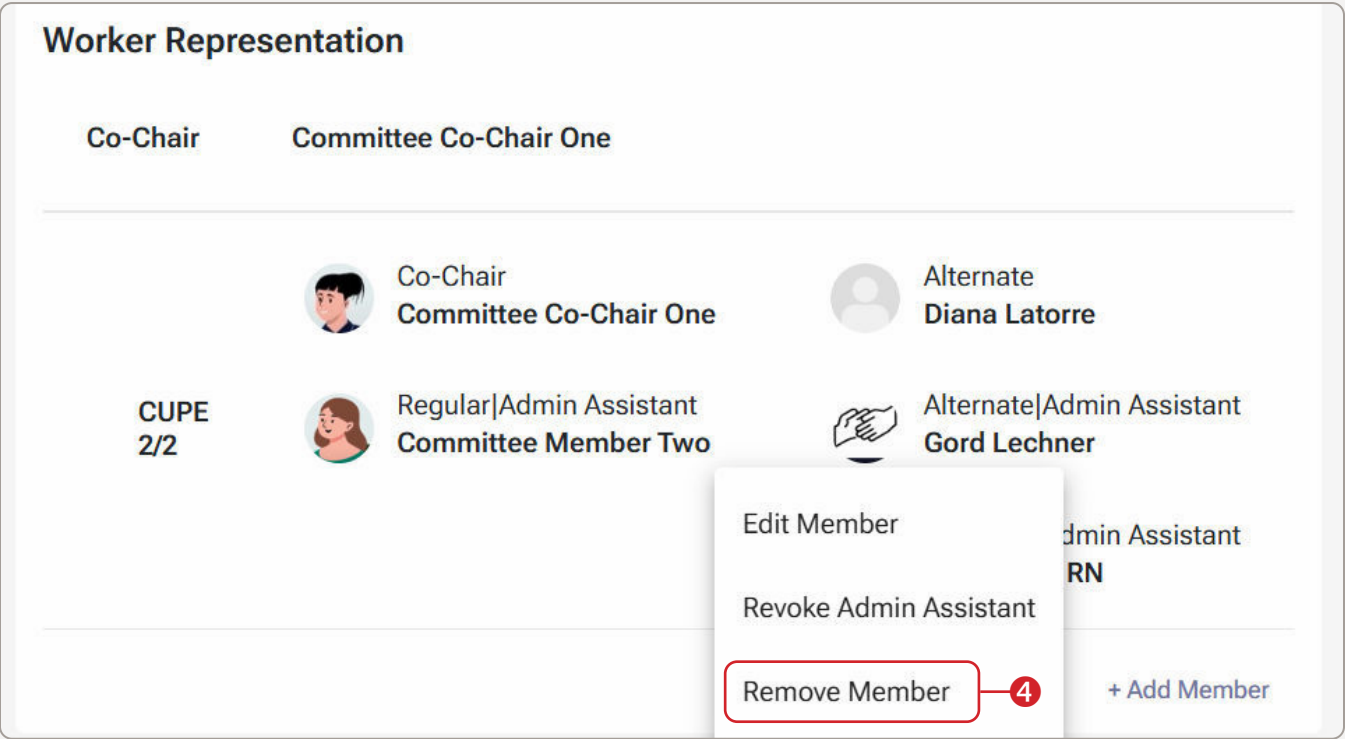 Worker Representation
Co-Chair Committee Co-Chair One
Co-Chair
Committee Co-Chair One
Alternate
Diana Latorre
CUPE
2/2
Regular|Admin Assistant
Committee Member Two
Alternate|Admin Assistant
Gord Lechner
dmin Assistant
RN
Edit Member
Revoke Admin Assistant
Remove Member
4
+ Add Member